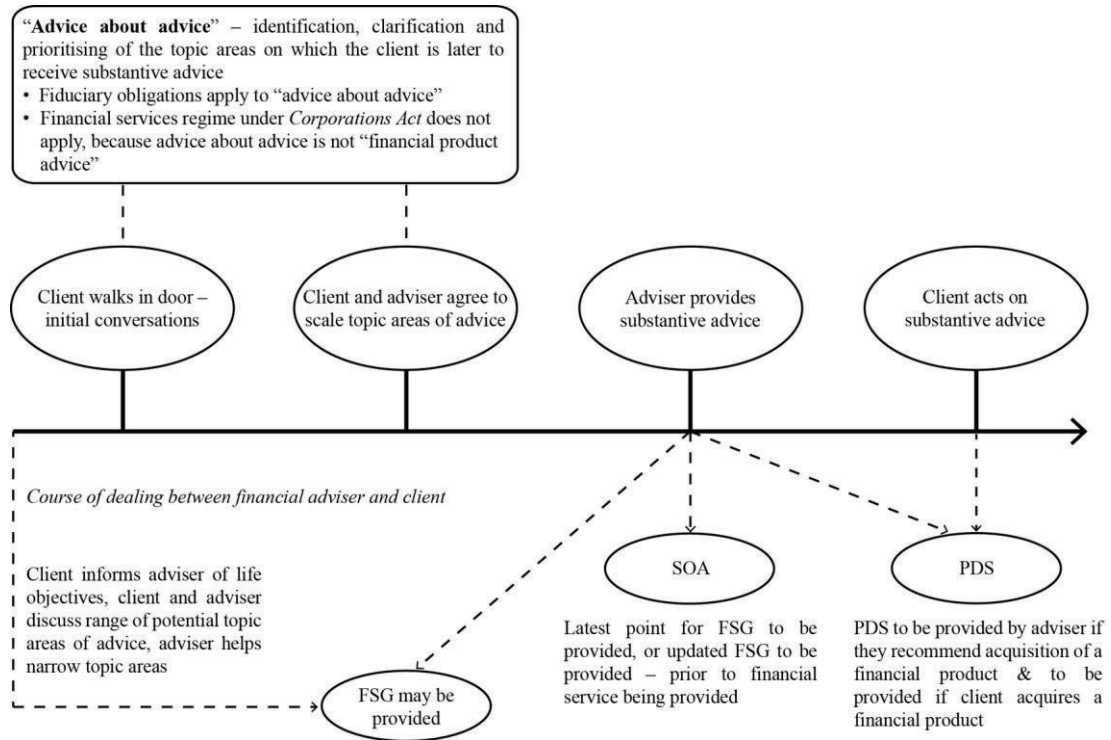 “Advice about advice” – identification, clarification and
prioritising of the topic areas on which the client is later to
receive substantive advice
• Fiduciary obligations apply to “advice about advice”
• Financial services regime under Corporations Act does not
apply, because advice about advice is not “financial product
advice”
Client walks in door –
initial conversations
Client and adviser agree to
scale topic areas of advice
Adviser provides
substantive advice
Client acts on
substantive advice
Course of dealing between financial adviser and client
Client informs adviser of life
objectives, client and adviser
discuss range of potential topic
areas of advice, adviser helps
narrow topic areas
FSG may be
provided
SOA
Latest point for FSG to be
provided, or updated FSG to be
provided – prior to financial
service being provided
PDS
PDS to be provided by adviser if
they recommend acquisition of a
financial product & to be
provided if client acquires a
financial product